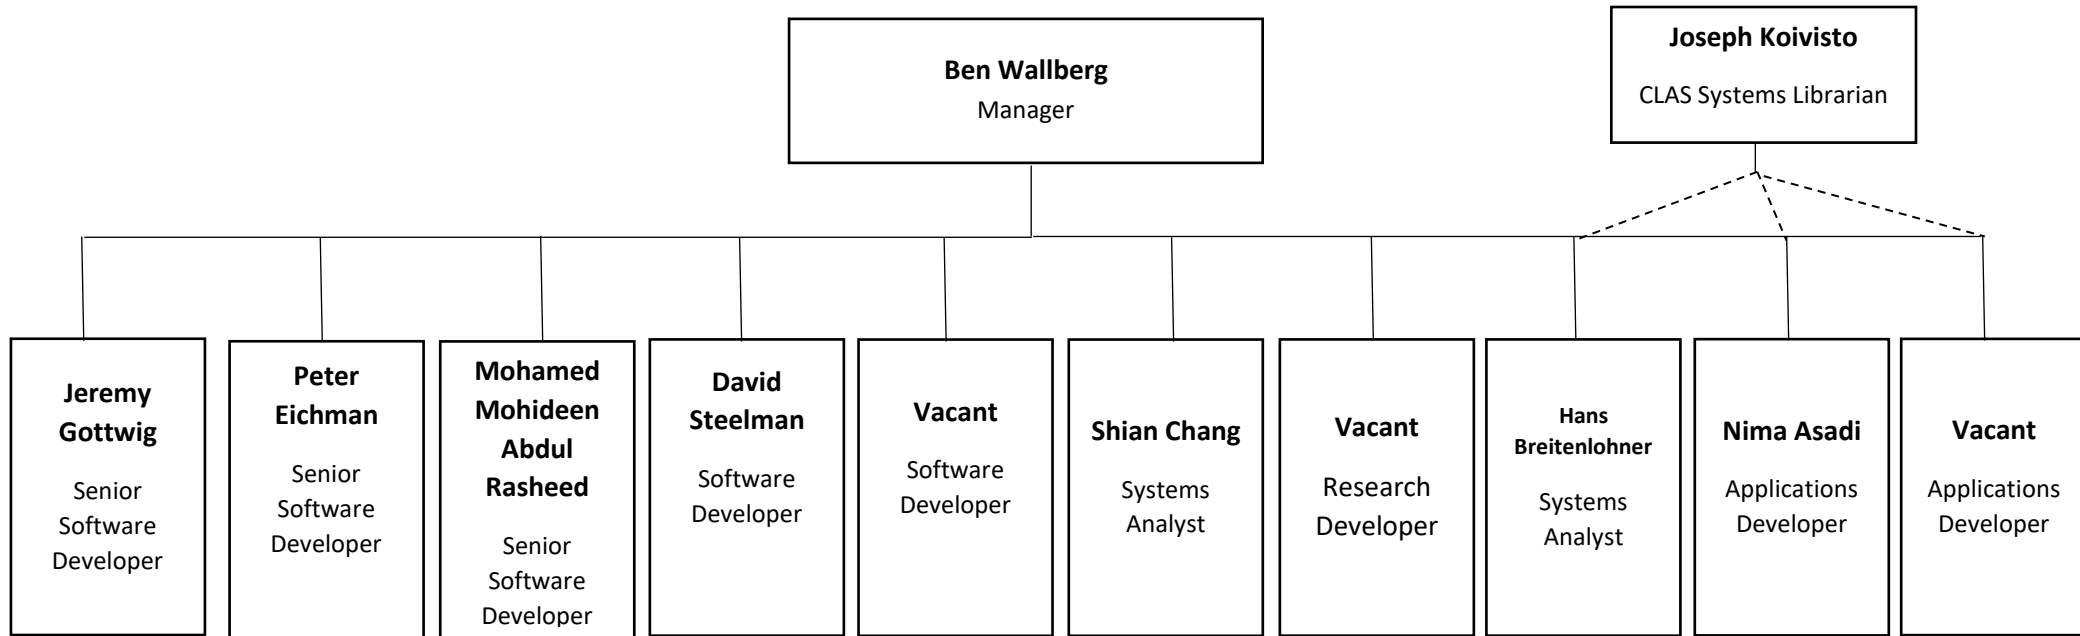 Ben Wallberg
Manager
Joseph Koivisto
CLAS Systems Librarian
Jeremy
Gottwig
Senior
Software
Developer
Peter
Eichman
Senior
Software
Developer
Mohamed
Mohideen
Abdul
Rasheed
Senior
Software
Developer
David
Steelman
Software
Developer
Vacant
Software
Developer
Shian Chang
Systems
Analyst
Vacant
Research
Developer
Hans
Breitenlohner
Systems
Analyst
Nima Asadi
Applications
Developer
Vacant
Applications
Developer